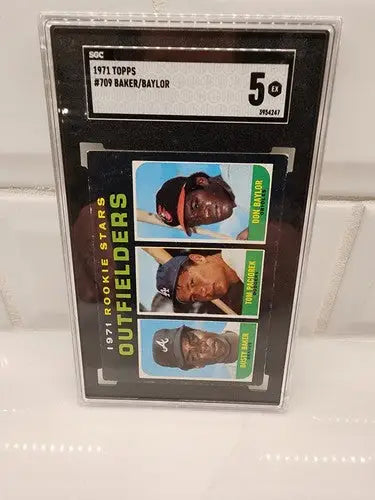 SGC
1971 TOPPS
#709 BAKER/BAYLOR
5 EX
3954247
1971 ROOKIE STARS
OUTFIELDERS
DON BAYLOR
TOM PACIOREK
DUSTY BAKER